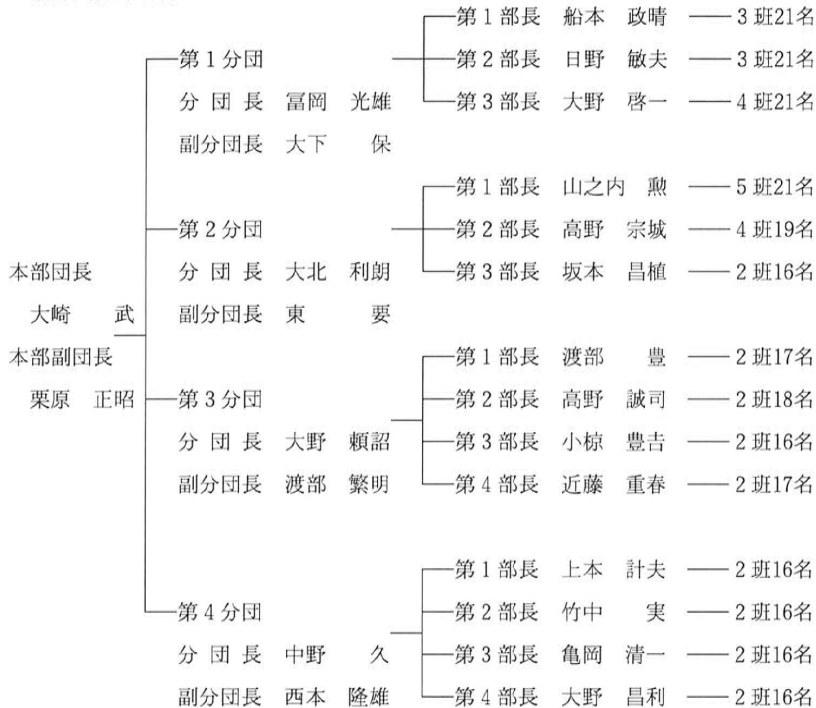 本部団長
大崎 武
本部副団長
栗原 正昭
第1分団
分団長 冨岡 光雄
副分団長 大下 保
第1部長 船本 政晴 3班21名
第2部長 日野 敏夫 3班21名
第3部長 大野 啓一 4班21名
第2分団
分団長 大北 利朗
副分団長 東 要
第1部長 山之内 勲 5班21名
第2部長 高野 宗城 4班19名
第3部長 坂本 昌植 2班16名
第3分団
分団長 大野 頼詔
副分団長 渡部 繁明
第1部長 渡部 豊 2班17名
第2部長 高野 誠司 2班18名
第3部長 小椋 豊𠮷 2班16名
第4部長 近藤 重春 2班17名
第4分団
分団長 中野 久
副分団長 西本 隆雄
第1部長 上本 計夫 2班16名
第2部長 竹中 実 2班16名
第3部長 亀岡 清一 2班16名
第4部長 大野 昌利 2班16名